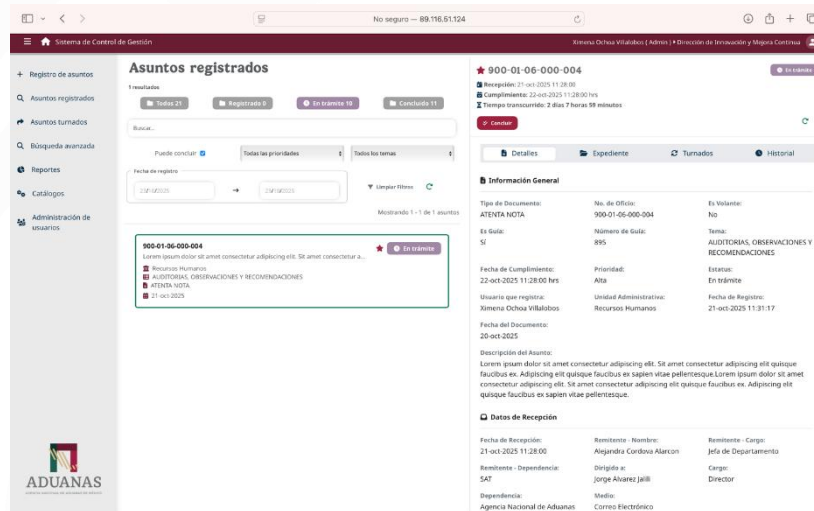 No seguro — 89.116.51.124
Sistema de Control de Gestión
Ximena Ochoa Villalobos ( Admin ) Dirección de Innovación y Mejora Continua
Registro de asuntos
Asuntos registrados
Asuntos turnados
Búsqueda avanzada
Reportes
Catálogos
Administración de
usuarios
ADUANAS
Asuntos registrados
1 resultados
Todos 21
Registrado 0
En trámite 10
Concluido 11
Buscar...
Puede concluir
Todas las prioridades
Todos los temas
Fecha de registro
Limpiar Filtros
Mostrando 1 - 1 de 1 asuntos
900-01-06-000-004
En trámite
Lorem ipsum dolor sit amet consectetur adipiscing elit. Sit amet consectetur a...
Recursos Humanos
AUDITORIAS, OBSERVACIONES Y RECOMENDACIONES
ATENTA NOTA
21-oct-2025
900-01-06-000-004
En trámite
Recepción: 21-oct-2025 11:28:00
Cumplimiento: 22-oct-2025 11:28:00 hrs
Tiempo transcurrido: 2 días 7 horas 59 minutos
Concluir
Detalles
Expediente
Turnados
Historial
Información General
Tipo de Documento: No. de Oficio: Es Volante:
ATENTA NOTA 900-01-06-000-004 No
Es Guía: Número de Guía: Tema:
Sí 895 AUDITORIAS, OBSERVACIONES Y
RECOMENDACIONES
Fecha de Cumplimiento: Prioridad: Estatus:
22-oct-2025 11:28:00 hrs Alta En trámite
Usuario que registra: Unidad Administrativa: Fecha de Registro:
Ximena Ochoa Villalobos Recursos Humanos 21-oct-2025 11:31:17
Fecha del Documento:
20-oct-2025
Descripción del Asunto:
Lorem ipsum dolor sit amet consectetur adipiscing elit. Sit amet consectetur adipiscing elit quisque
faucibus ex. Adipiscing elit quisque faucibus ex sapien vitae pellentesque.Lorem ipsum dolor sit amet
consectetur adipiscing elit. Sit amet consectetur adipiscing elit quisque faucibus ex. Adipiscing elit
quisque faucibus ex sapien vitae pellentesque.
Datos de Recepción
Fecha de Recepción: Remitente - Nombre: Remitente - Cargo:
21-oct-2025 11:28:00 Alejandra Cordova Alarcon Jefa de Departamento
Remitente - Dependencia: Dirigido a: Cargo:
SAT Jorge Alvarez Jalili Director
Dependencia: Medio:
Agencia Nacional de Aduanas Correo Electrónico